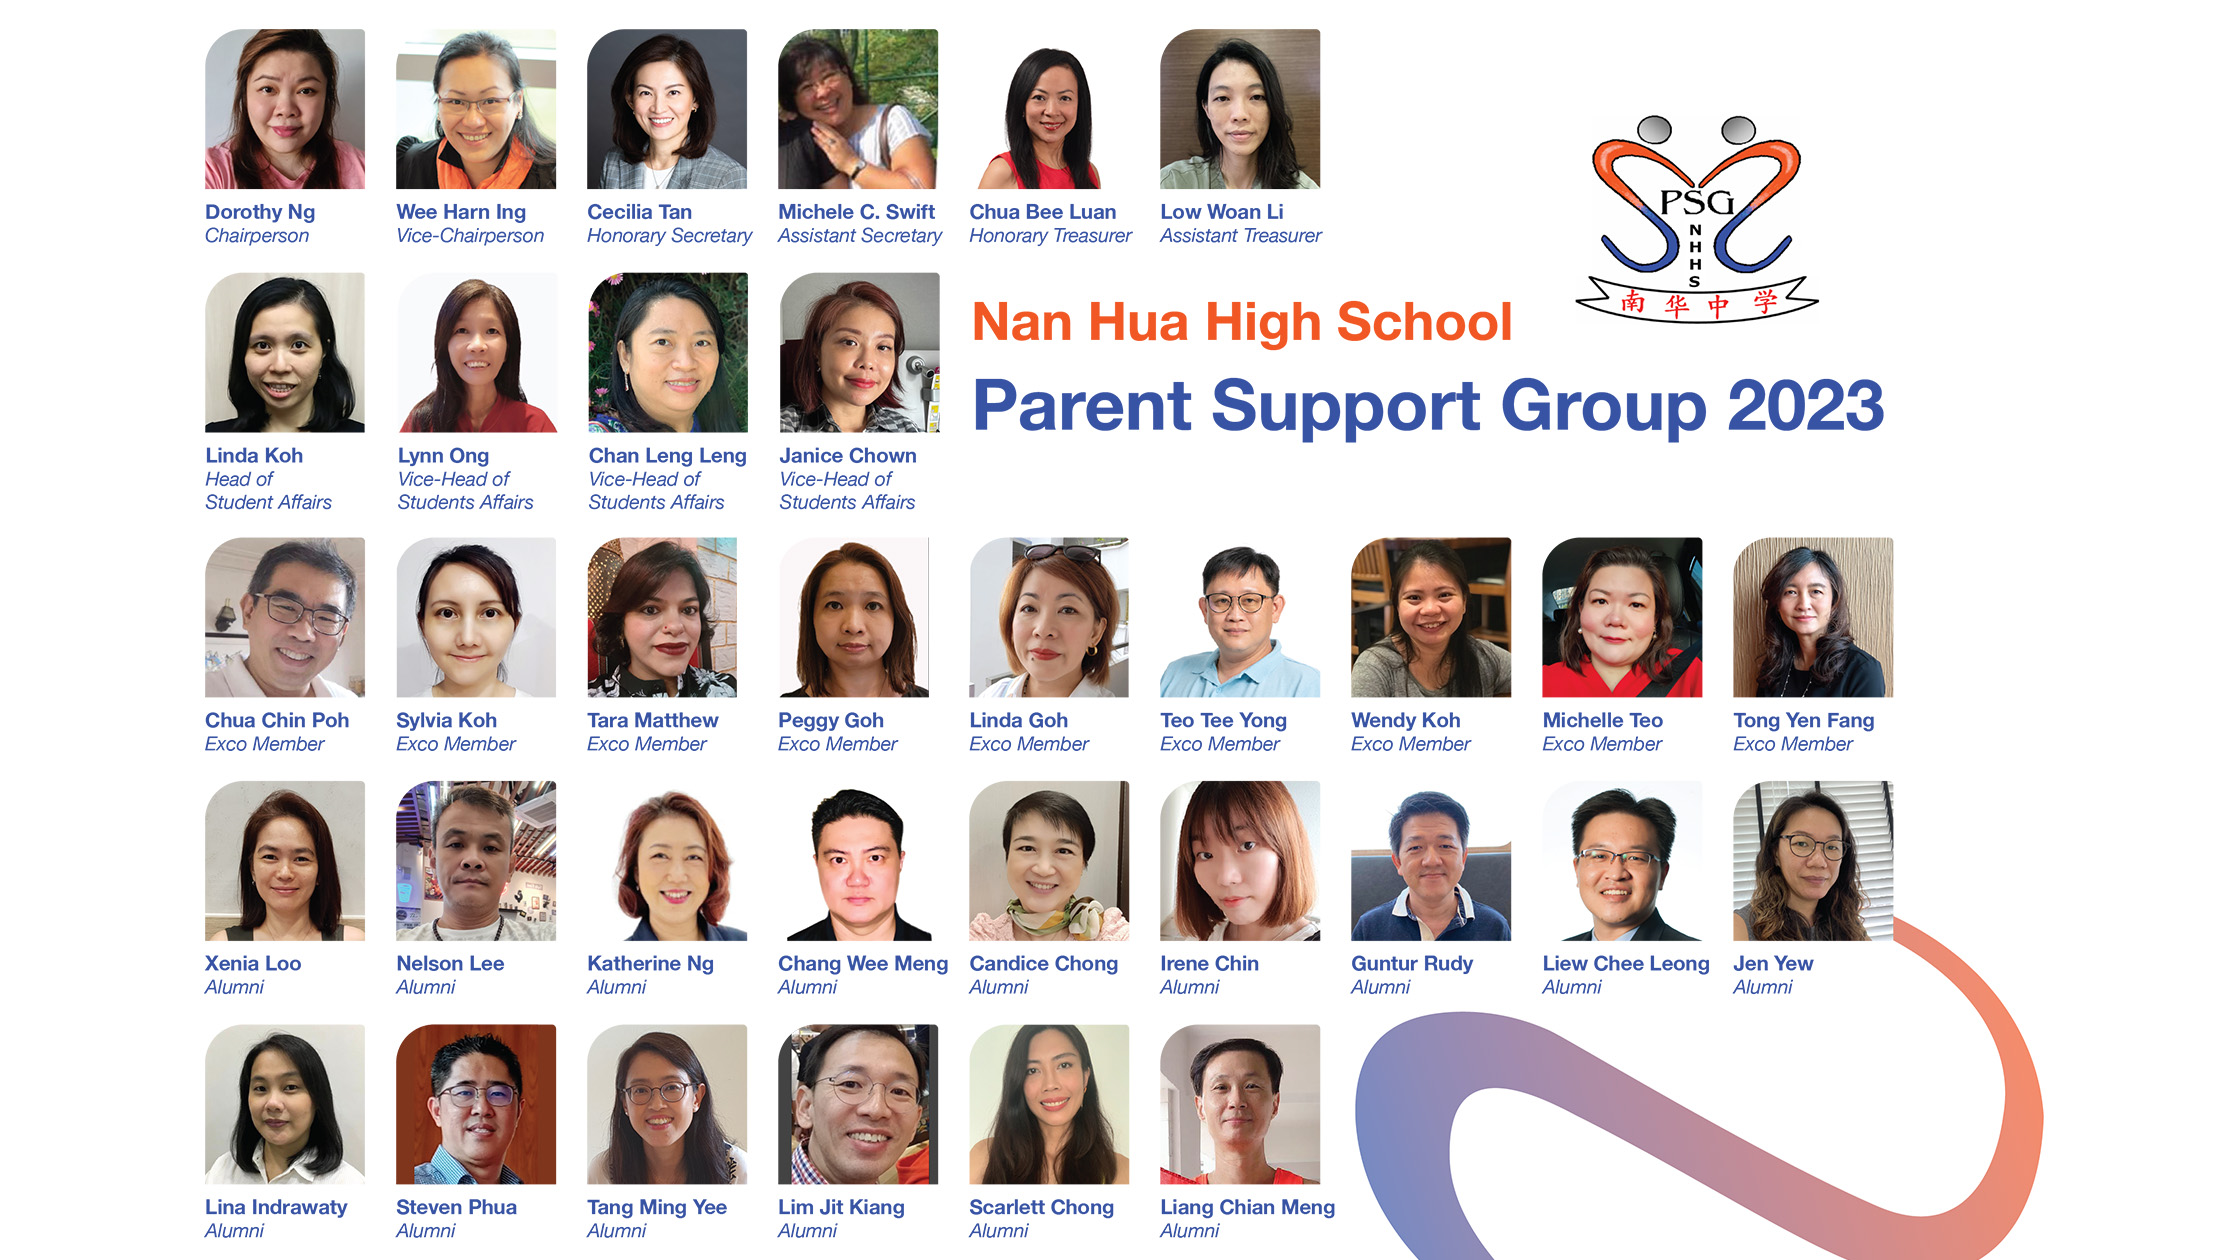 Dorothy Ng
Chairperson
Wee Harn Ing
Vice-Chairperson
Cecilia Tan
Honorary Secretary
Michele C. Swift
Assistant Secretary
Chua Bee Luan
Honorary Treasurer
Low Woan Li
Assistant Treasurer
PSG
N
H
H
S
南华中学
Nan Hua High School
Parent Support Group 2023
Linda Koh
Head of
Student Affairs
Lynn Ong
Vice-Head of
Students Affairs
Chan Leng Leng
Vice-Head of
Students Affairs
Janice Chown
Vice-Head of
Students Affairs
Chua Chin Poh
Exco Member
Sylvia Koh
Exco Member
Tara Matthew
Exco Member
Peggy Goh
Exco Member
Linda Goh
Exco Member
Teo Tee Yong
Exco Member
Wendy Koh
Exco Member
Michelle Teo
Exco Member
Tong Yen Fang
Exco Member
Xenia Loo
Alumni
Nelson Lee
Alumni
Katherine Ng
Alumni
Chang Wee Meng
Alumni
Candice Chong
Alumni
Irene Chin
Alumni
Guntur Rudy
Alumni
Liew Chee Leong
Alumni
Jen Yew
Alumni
Lina Indrawaty
Alumni
Steven Phua
Alumni
Tang Ming Yee
Alumni
Lim Jit Kiang
Alumni
Scarlett Chong
Alumni
Liang Chian Meng
Alumni